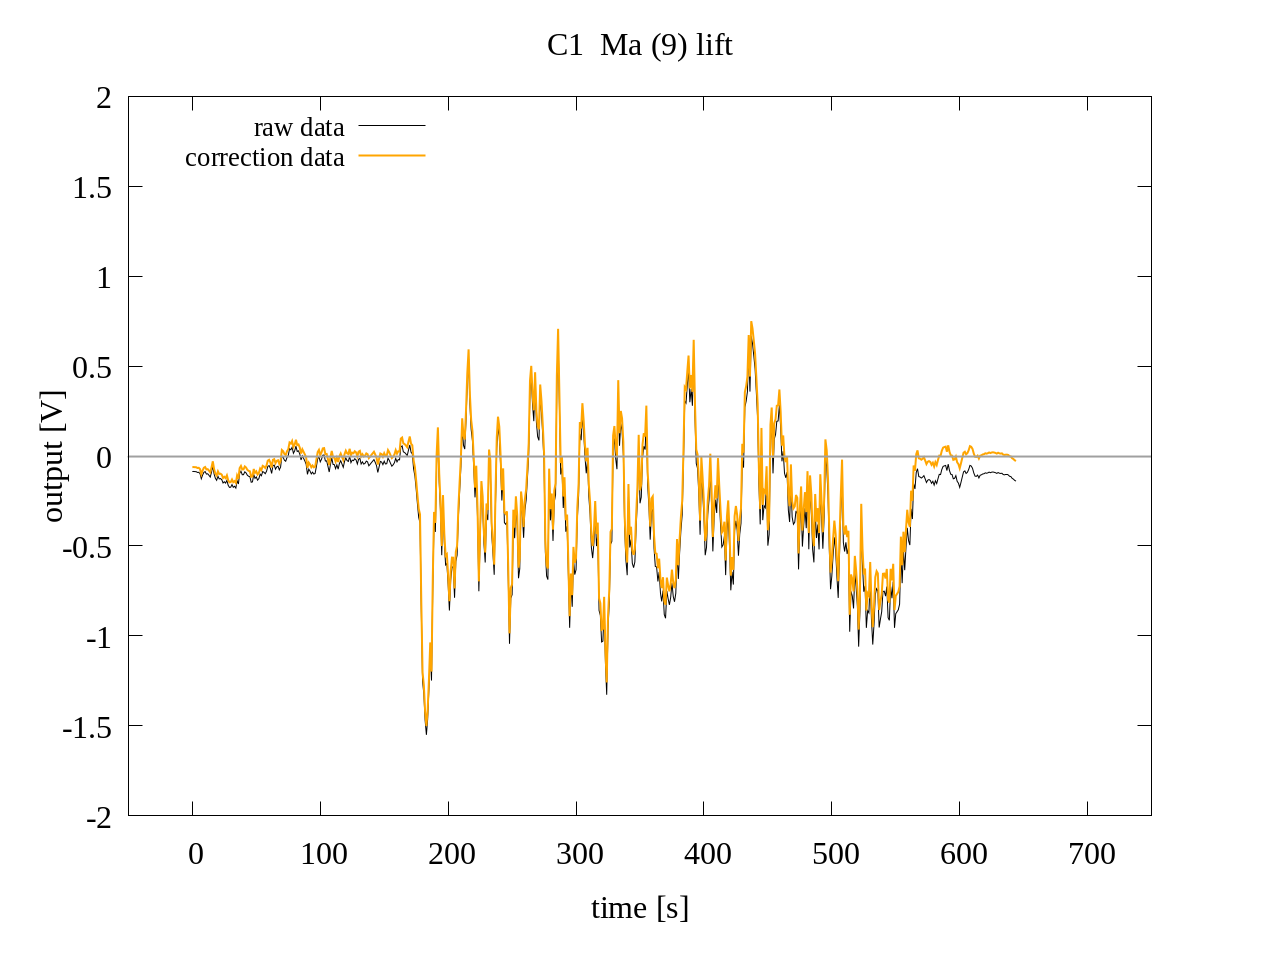 C1  Ma (9) lift
raw data
correction data
2
1.5
1
0.5
0
-0.5
-1
-1.5
-2
output [V]
0 100 200 300 400 500 600 700
time [s]